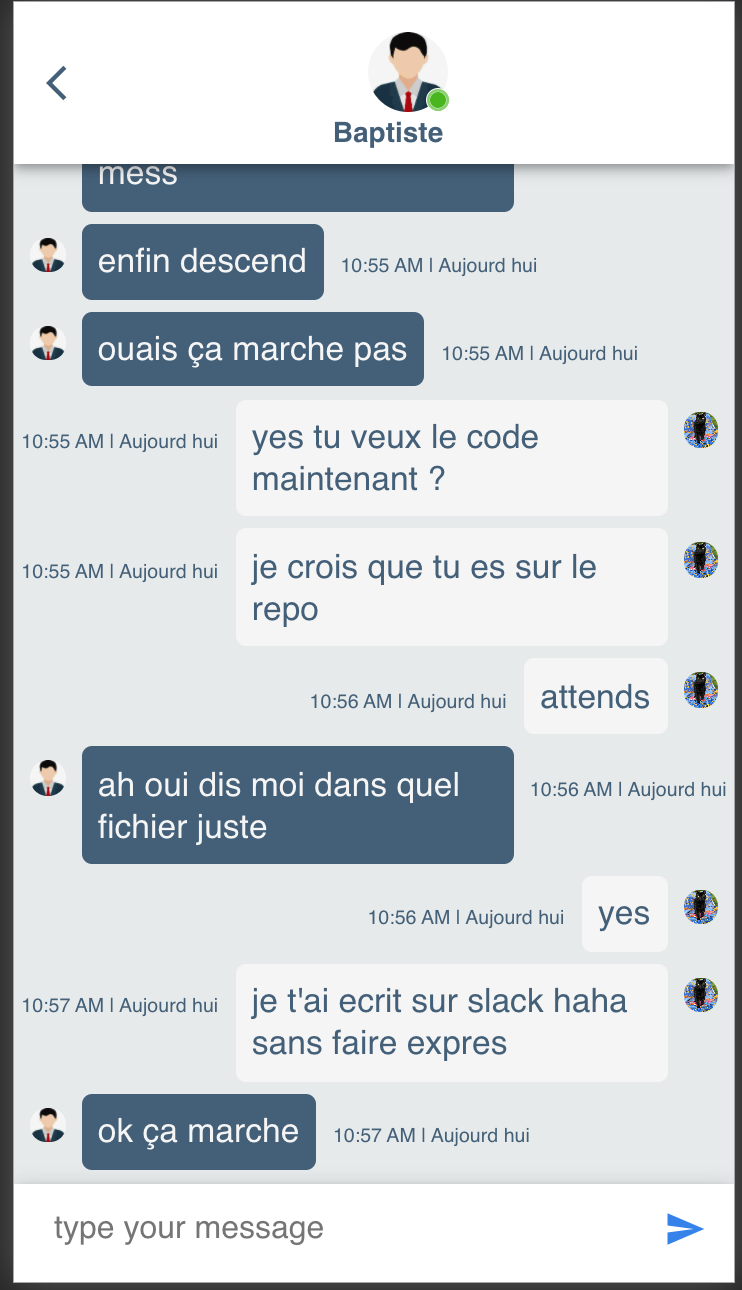 Baptiste
mess
enfin descend
10:55 AM | Aujourd hui
ouais ça marche pas
10:55 AM | Aujourd hui
10:55 AM | Aujourd hui
yes tu veux le code
maintenant ?
10:55 AM | Aujourd hui
je crois que tu es sur le
repo
10:56 AM | Aujourd hui
attends
ah oui dis moi dans quel
fichier juste
10:56 AM | Aujourd hui
10:56 AM | Aujourd hui
yes
10:57 AM | Aujourd hui
je t'ai ecrit sur slack haha
sans faire expres
ok ça marche
10:57 AM | Aujourd hui
type your message